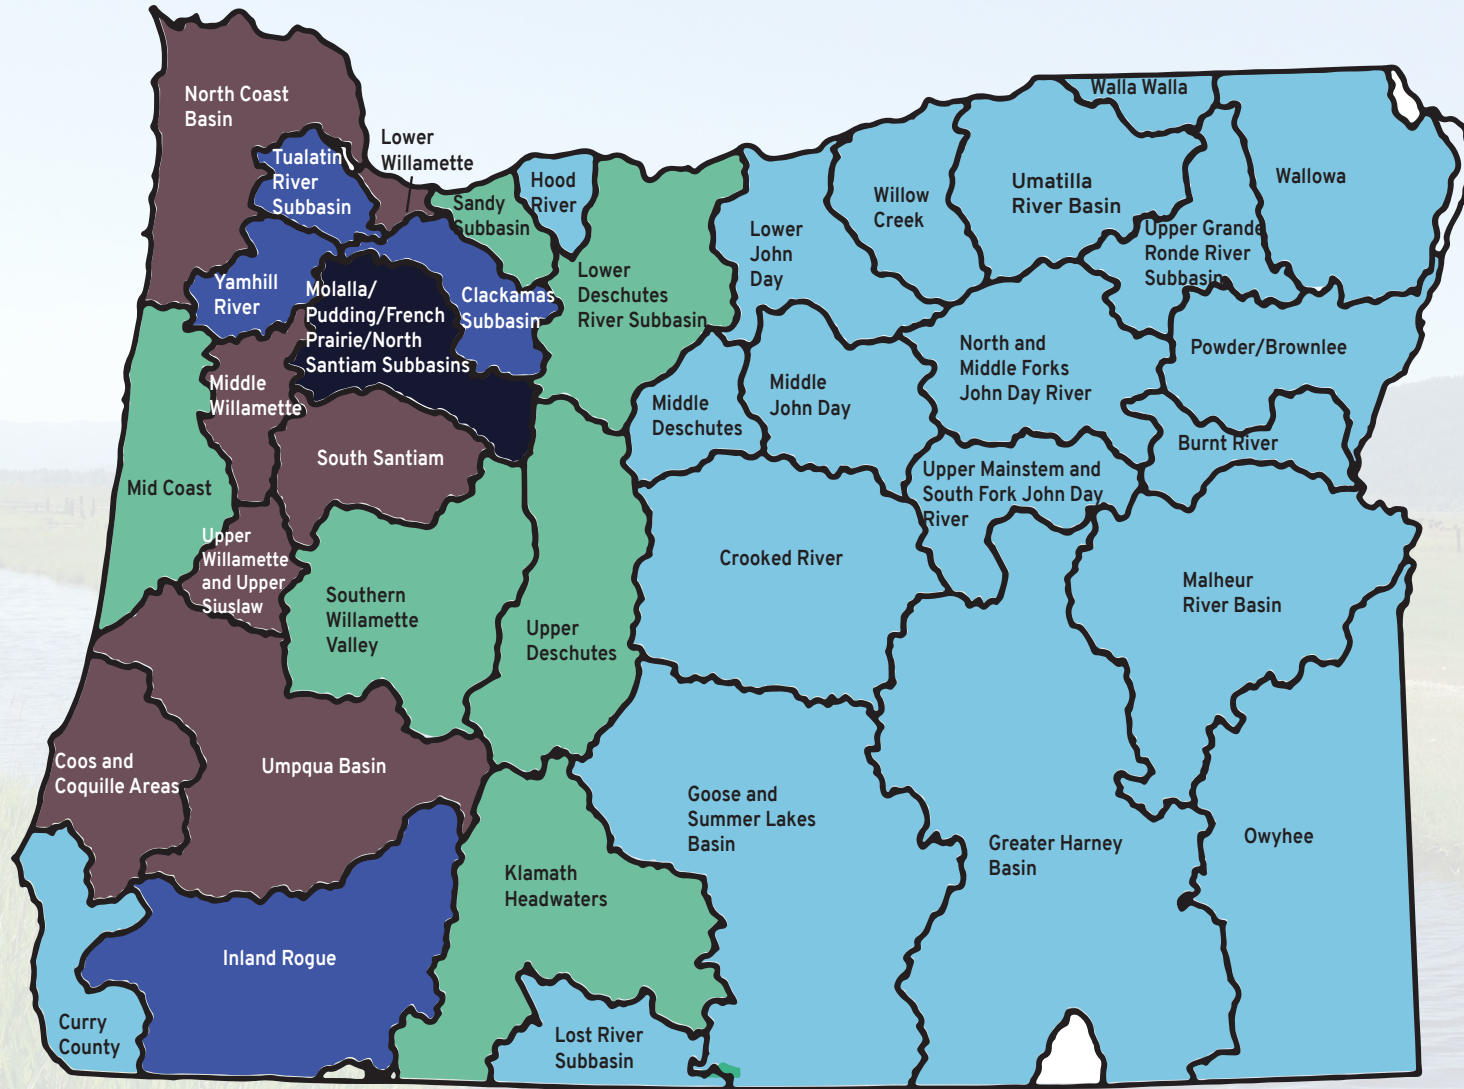 North Coast
Basin
Tualatin
River
Subbasin
Lower
Willamette
Sandy
Subbasin
Hood
River
Lower
Deschutes
River Subbasin
Lower
John
Day
Willow
Creek
Umatilla
River Basin
Walla Walla
Wallowa
Upper Grande
Ronde River
Subbasin
Yamhill
River
Molalla/
Pudding/French
Prairie/North
Santiam Subbasins
Clackamas
Subbasin
Powder/Brownlee
North and
Middle Forks
John Day River
Middle
John Day
Middle
Deschutes
Middle
Willamette
Burnt River
South Santiam
Mid Coast
Upper Mainstem and
South Fork John Day
River
Upper
Willamette
and Upper
Siuslaw
Crooked River
Malheur
River Basin
Southern
Willamette
Valley
Upper
Deschutes
Coos and
Coquille Areas
Umpqua Basin
Goose and
Summer Lakes
Basin
Greater Harney
Basin
Owyhee
Klamath
Headwaters
Inland Rogue
Curry
County
Lost River
Subbasin